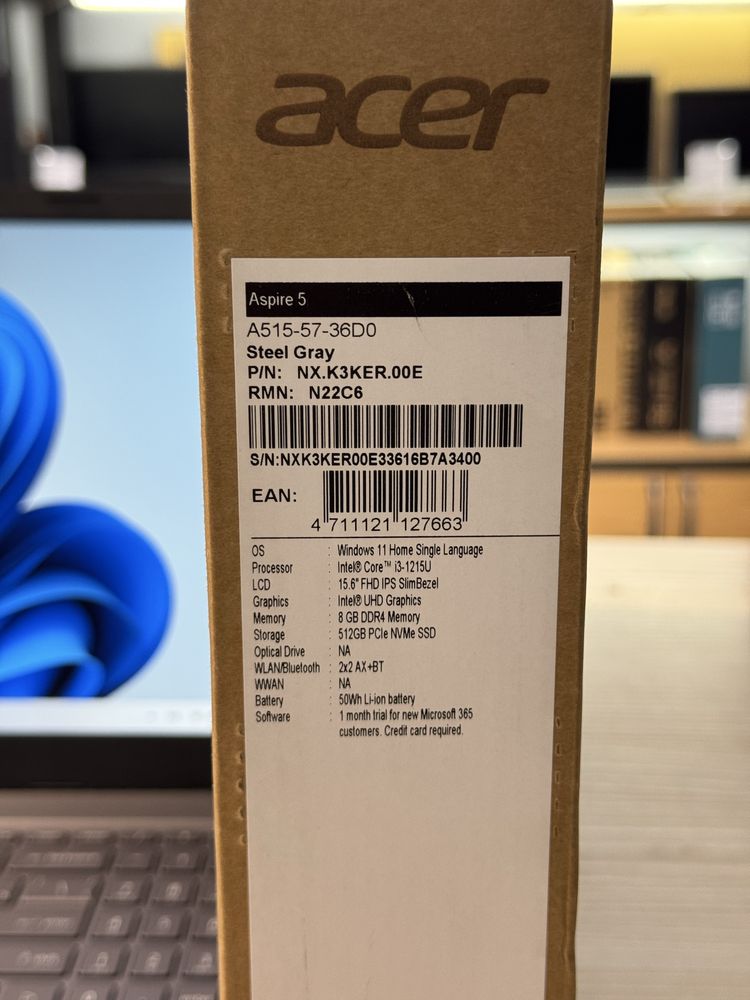 acer
Aspire 5
A515-57-36D0
Steel Gray
P/N: NX.K3KER.00E
RMN: N22C6
S/N:NXK3KER00E33616B7A3400
EAN:
4 711121 127663
OS : Windows 11 Home Single Language
Processor : Intel® Core™ i3-1215U
LCD : 15.6" FHD IPS SlimBezel
Graphics : Intel® UHD Graphics
Memory : 8 GB DDR4 Memory
Storage : 512GB PCIe NVMe SSD
Optical Drive : NA
WLAN/Bluetooth : 2x2 AX+BT
WWAN : NA
Battery : 50Wh Li-ion battery
Software : 1 month trial for new Microsoft 365
customers. Credit card required.